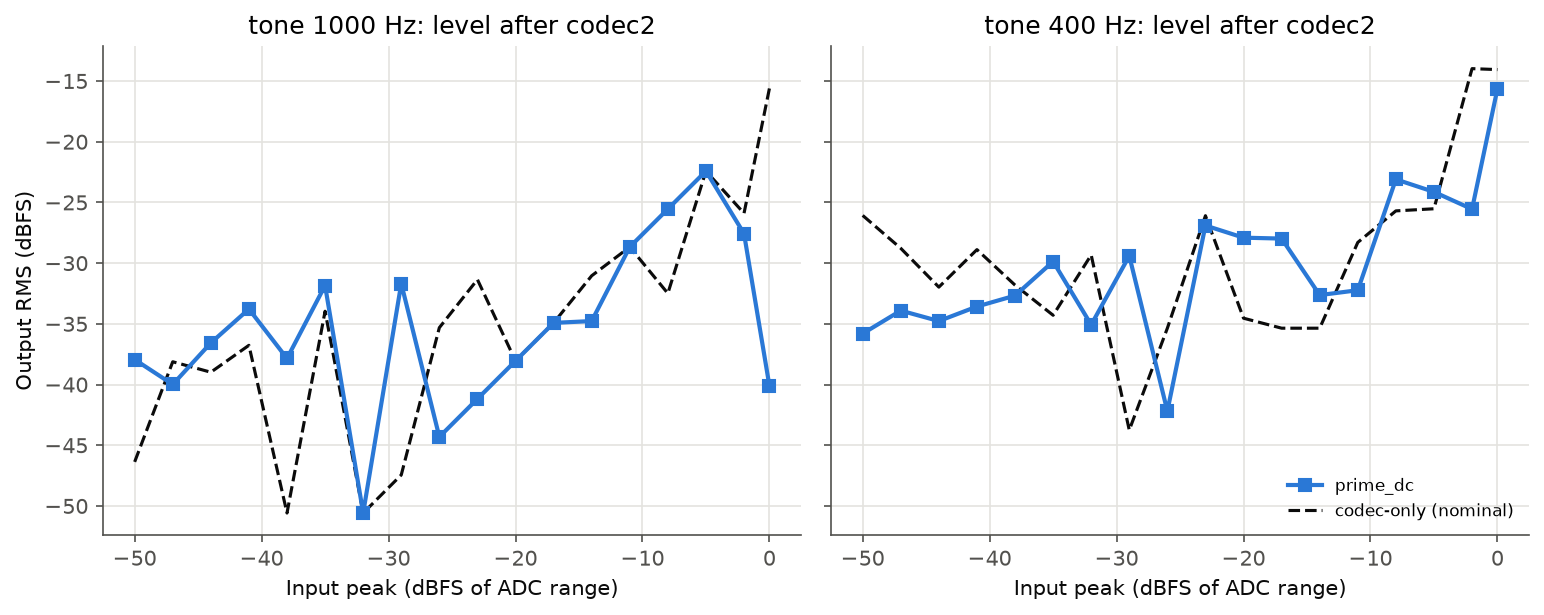 tone 1000 Hz: level after codec2
tone 400 Hz: level after codec2
Output RMS (dBFS)
−15
−20
−25
−30
−35
−40
−45
−50
−50
−40
−30
−20
−10
0
Input peak (dBFS of ADC range)
−50
−40
−30
−20
−10
0
Input peak (dBFS of ADC range)
prime_dc
codec-only (nominal)